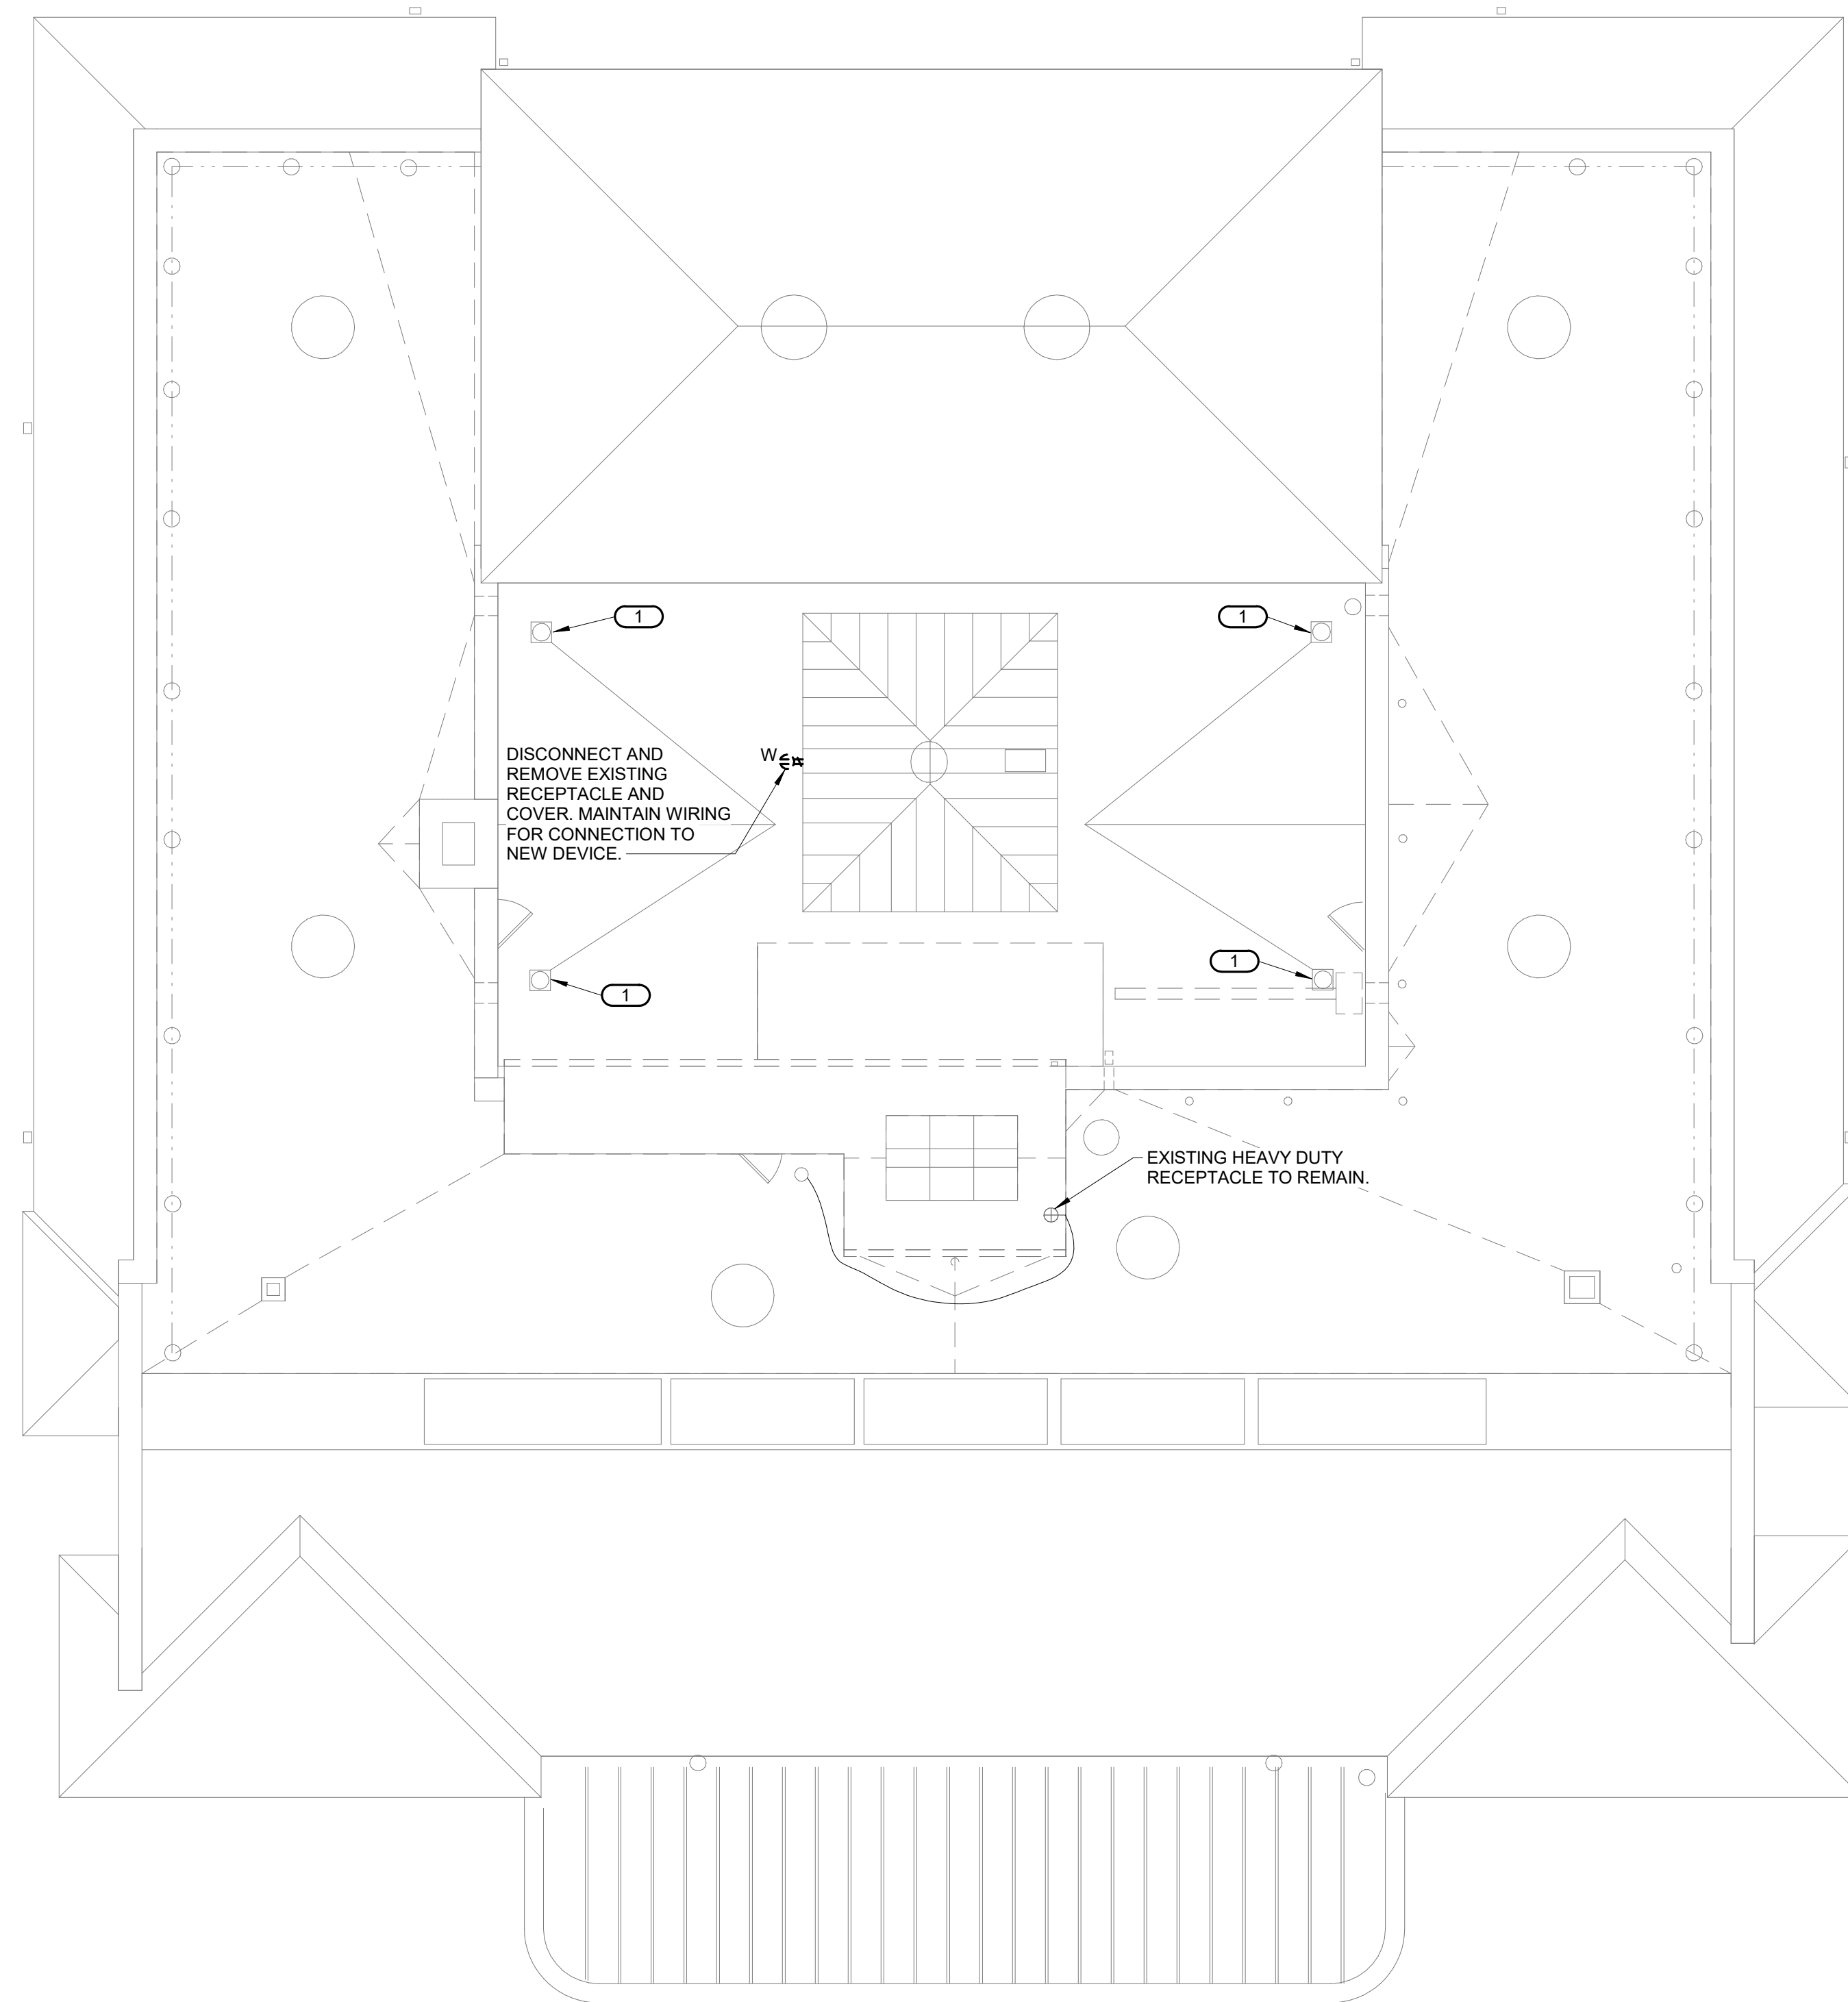 1
1
W
DISCONNECT AND
REMOVE EXISTING
RECEPTACLE AND
COVER. MAINTAIN WIRING
FOR CONNECTION TO
NEW DEVICE.
1
1
EXISTING HEAVY DUTY
RECEPTACLE TO REMAIN.